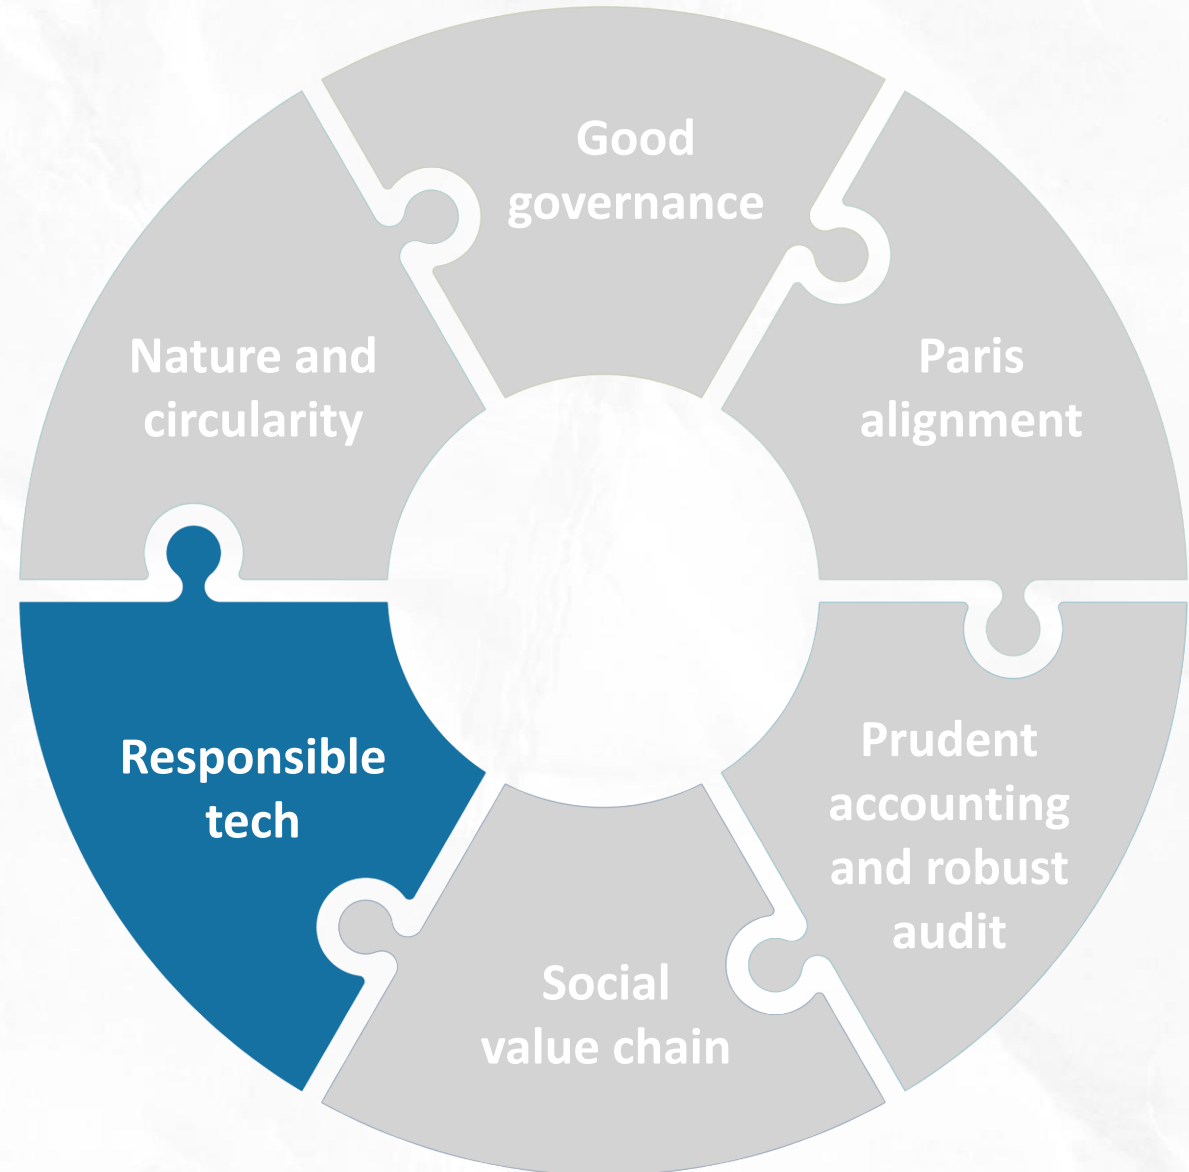 Good
governance
Paris
alignment
Prudent
accounting
and robust
audit
Social
value chain
Responsible
tech
Nature and
circularity